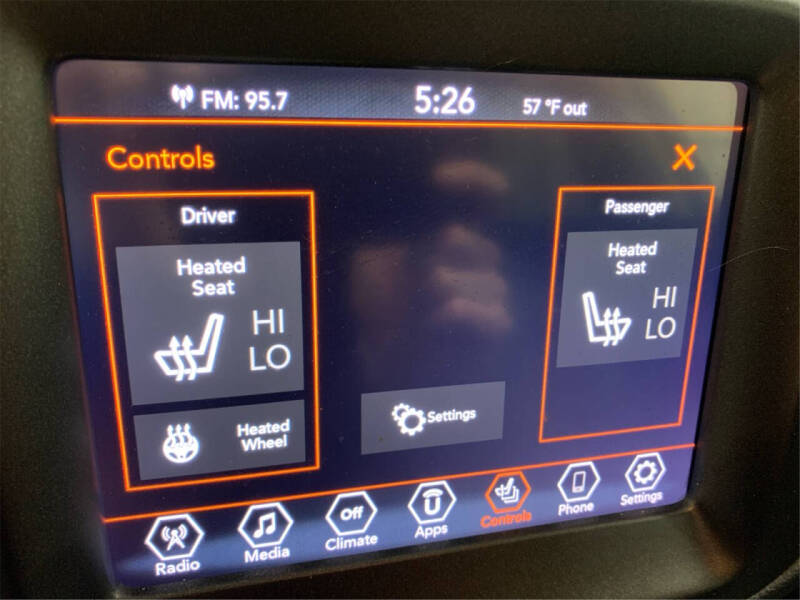 FM: 95.7 5:26 57 °F out
Controls X
Driver
Heated
Seat
HI
LO
Heated
Wheel
Settings
Passenger
Heated
Seat
HI
LO
Radio
Media
Off
Climate
Apps
Controls
Phone
Settings